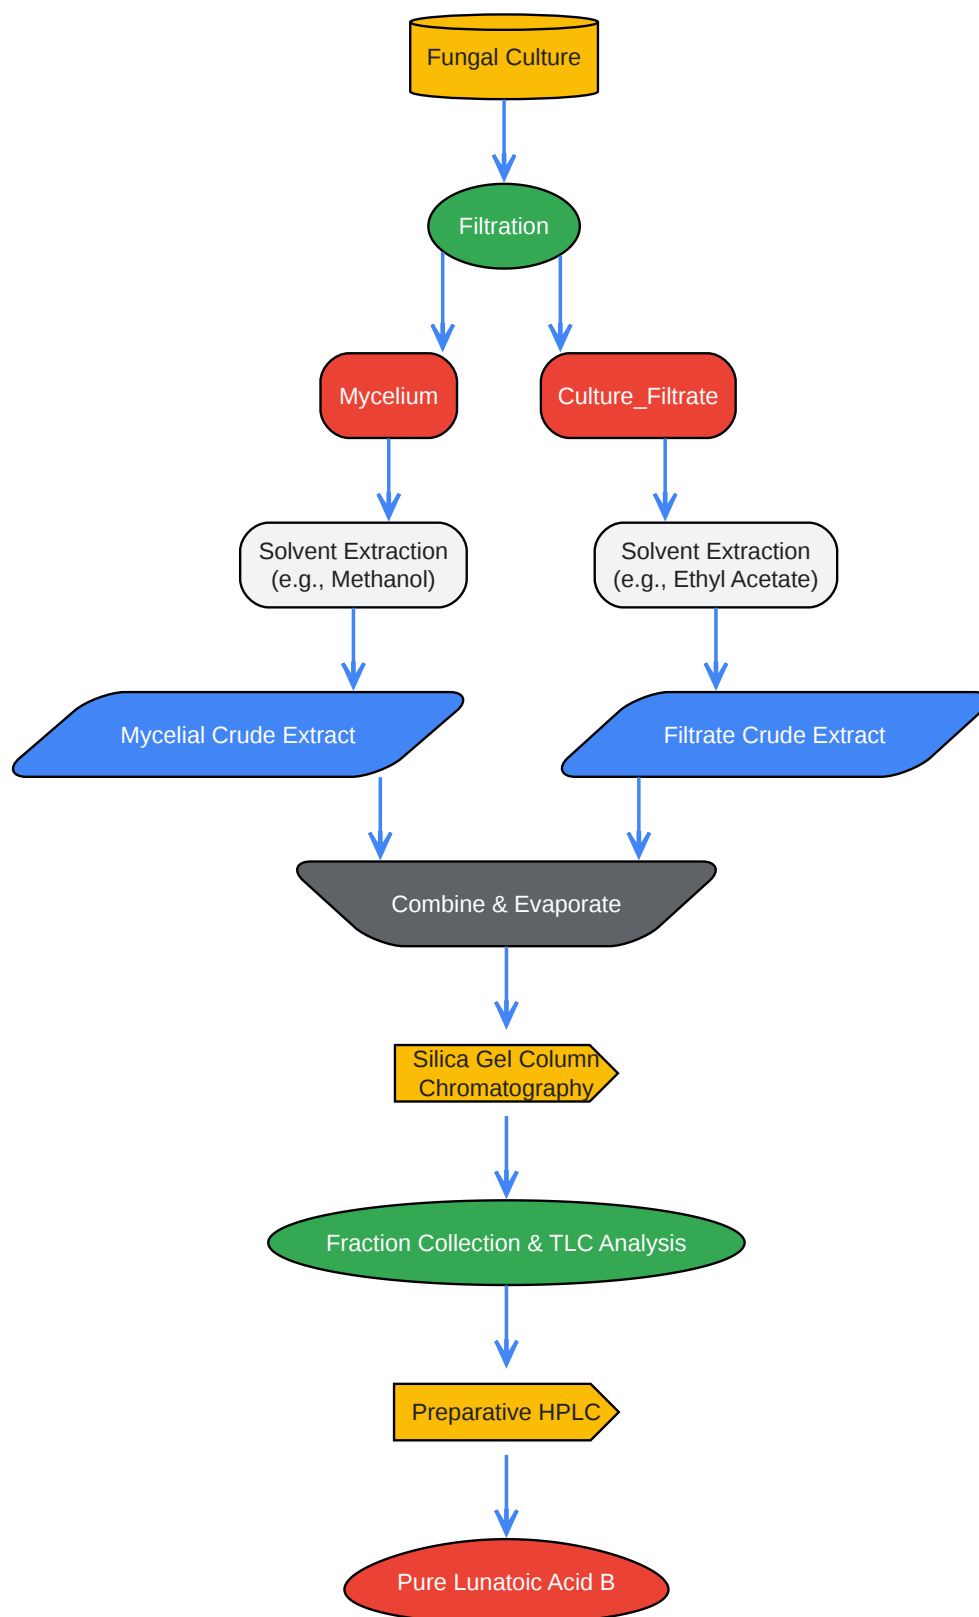 Fungal Culture
Filtration
Mycelium
Culture_Filtrate
Solvent Extraction
(e.g., Methanol)
Solvent Extraction
(e.g., Ethyl Acetate)
Mycelial Crude Extract
Filtrate Crude Extract
Combine & Evaporate
Silica Gel Column
Chromatography
Fraction Collection & TLC Analysis
Preparative HPLC
Pure Lunatoic Acid B